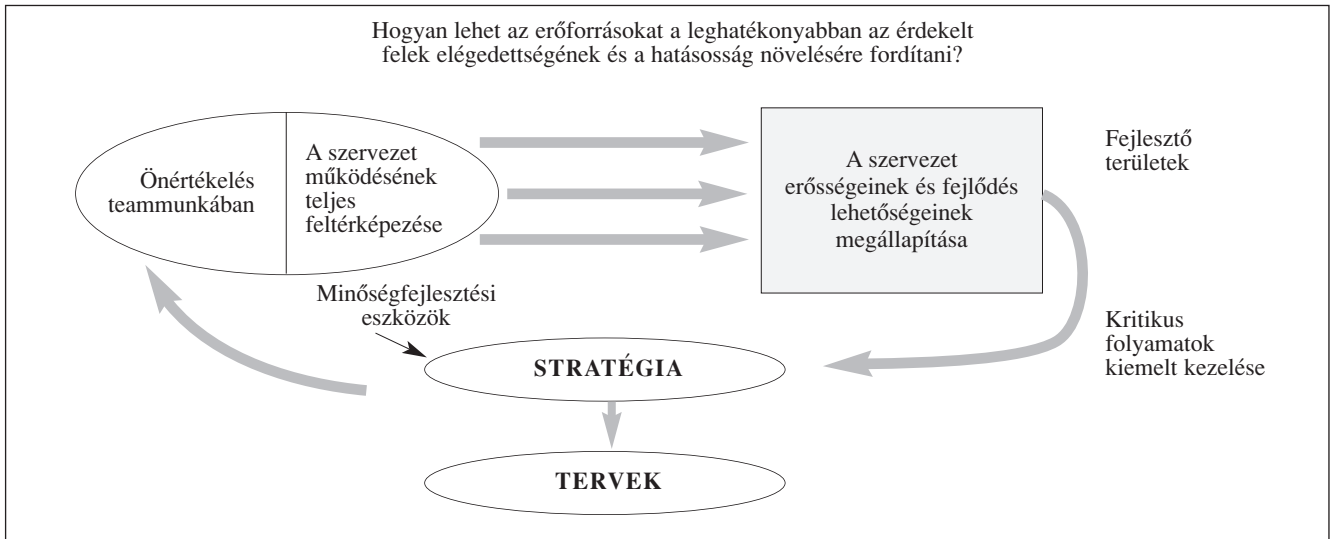 Hogyan lehet az erőforrásokat a leghatékonyabban az érdekelt
felek elégedettségének és a hatásosság növelésére fordítani?
Önértékelés
teammunkában
A szervezet
működésének
teljes
feltérképezése
A szervezet
erősségeinek és fejlődés
lehetőségeinek
megállapítása
Fejlesztő
területek
Minőségfejlesztési
eszközök
Kritikus
folyamatok
kiemelt kezelése
STRATÉGIA
TERVEK